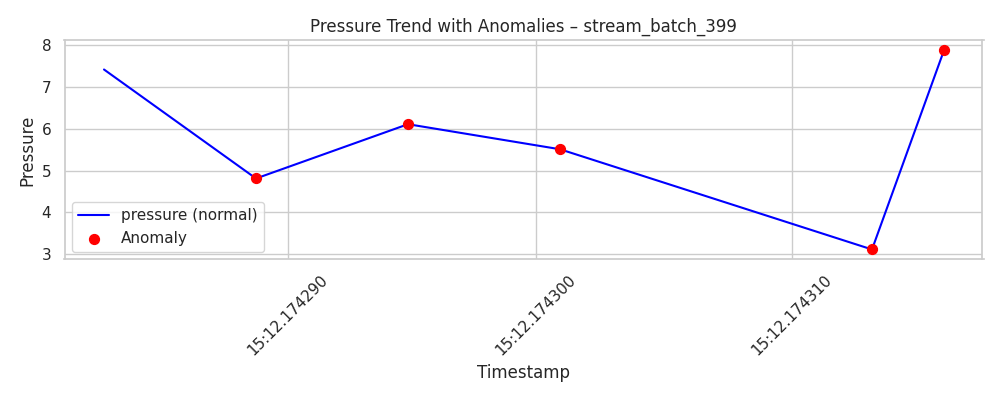 Pressure Trend with Anomalies – stream_batch_399
Pressure
8
7
6
5
4
3
pressure (normal)
Anomaly
15:12.174290
15:12.174300
15:12.174310
Timestamp